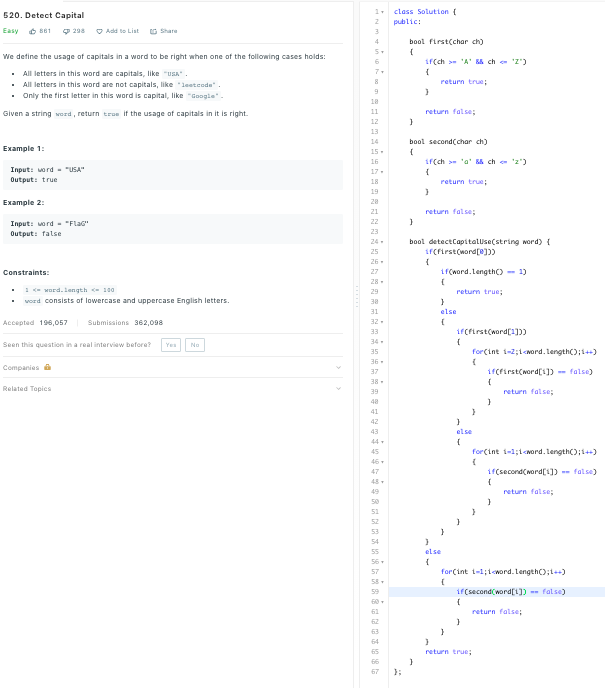 520. Detect Capital
Easy 861 298 Add to List Share
We define the usage of capitals in a word to be right when one of the following cases holds:
• All letters in this word are capitals, like "USA".
• All letters in this word are not capitals, like "leetcode".
• Only the first letter in this word is capital, like "Google".
Given a string word, return true if the usage of capitals in it is right.
Example 1:
Input: word = "USA"
Output: true
Example 2:
Input: word = "FlaG"
Output: false
Constraints:
• 1 <= word.length <= 100
• word consists of lowercase and uppercase English letters.
Accepted 196,057 Submissions 362,098
Seen this question in a real interview before? Yes No
Companies
Related Topics
1 class Solution {
2 public:
3
4 bool first(char ch)
5 {
6 if(ch >= 'A' && ch <= 'Z')
7 {
8 return true;
9 }
10
11 return false;
12 }
13
14 bool second(char ch)
15 {
16 if(ch >= 'a' && ch <= 'z')
17 {
18 return true;
19 }
20
21 return false;
22 }
23
24 bool detectCapitalUse(string word) {
25 if(first(word[0]))
26 {
27 if(word.length() == 1)
28 {
29 return true;
30 }
31 else
32 {
33 if(first(word[1]))
34 {
35 for(int i=2;i<word.length();i++)
36 {
37 if(first(word[i]) == false)
38 {
39 return false;
40 }
41 }
42 }
43 else
44 {
45 for(int i=1;i<word.length();i++)
46 {
47 if(second(word[i]) == false)
48 {
49 return false;
50 }
51 }
52 }
53 }
54 }
55 else
56 {
57 for(int i=1;i<word.length();i++)
58 {
59 if(second(word[i]) == false)
60 {
61 return false;
62 }
63 }
64 }
65 return true;
66 }
67 };